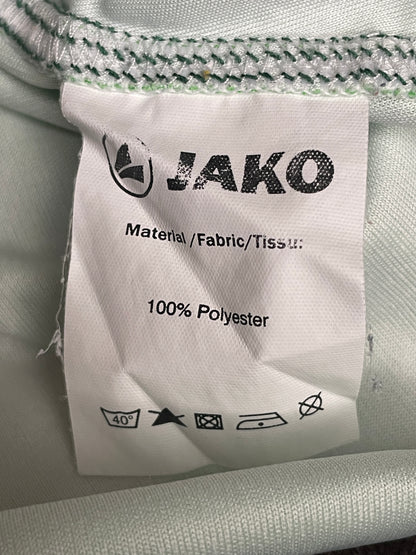 JAKO
Material/Fabric/Tissu:
100% Polyester
40°